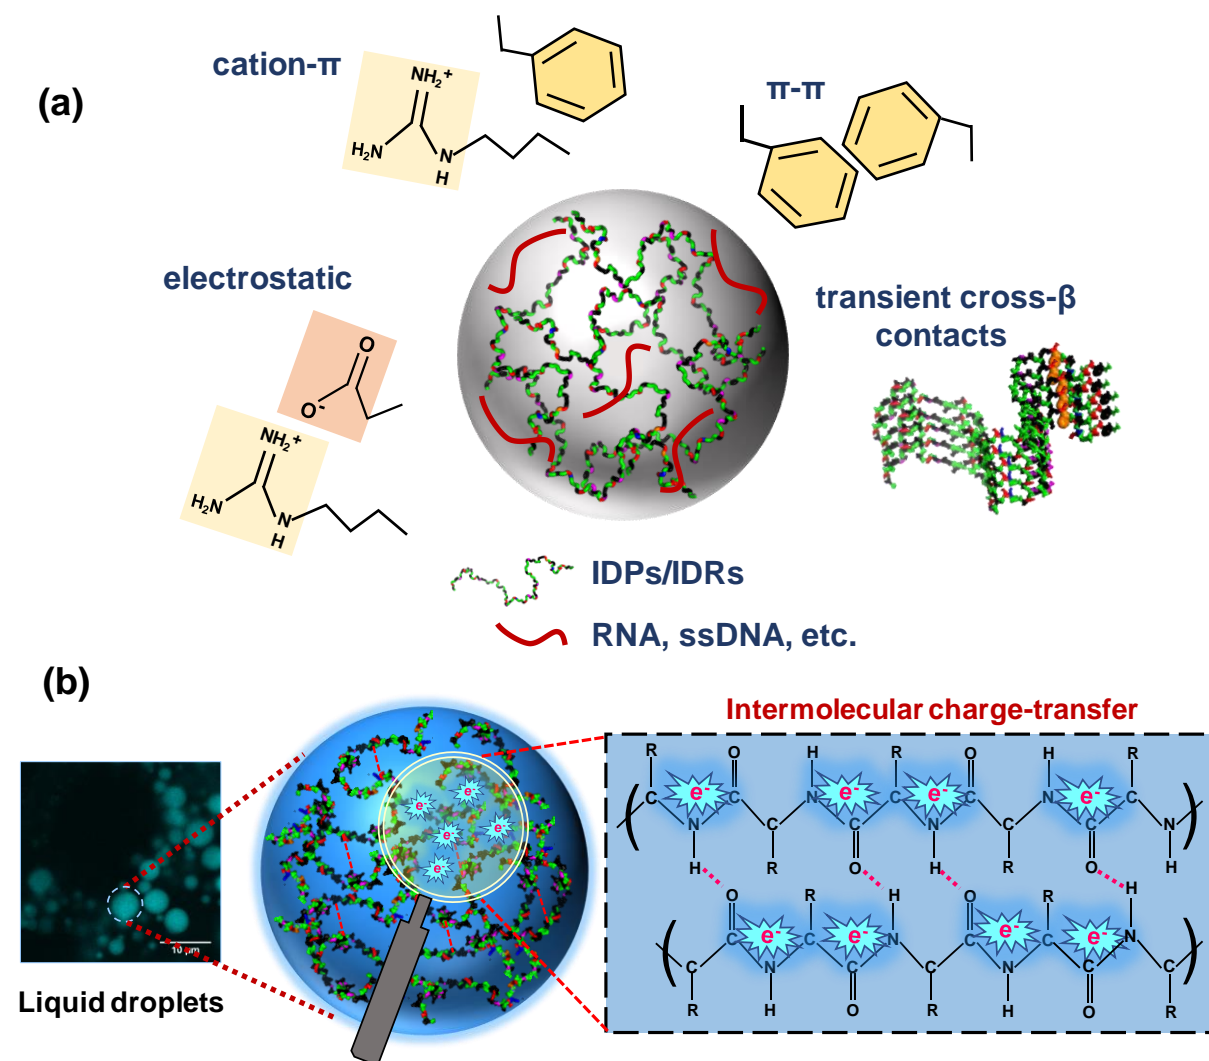 (a)
cation-π
NH₂⁺
H₂N
N
H
π-π
electrostatic
O
O⁻
NH₂⁺
H₂N
N
H
transient cross-β
contacts
IDPs/IDRs
RNA, ssDNA, etc.
(b)
Intermolecular charge-transfer
R O H R O H R
e⁻ e⁻ e⁻ e⁻
( C C N C C N C )
N C C N C C N
H R O H R O H
O H O R H
e⁻ e⁻ e⁻ e⁻
( C C N C C N )
C N C C N C C
R H O R H O R
e⁻
e⁻
e⁻
e⁻
e⁻
10 μm
Liquid droplets